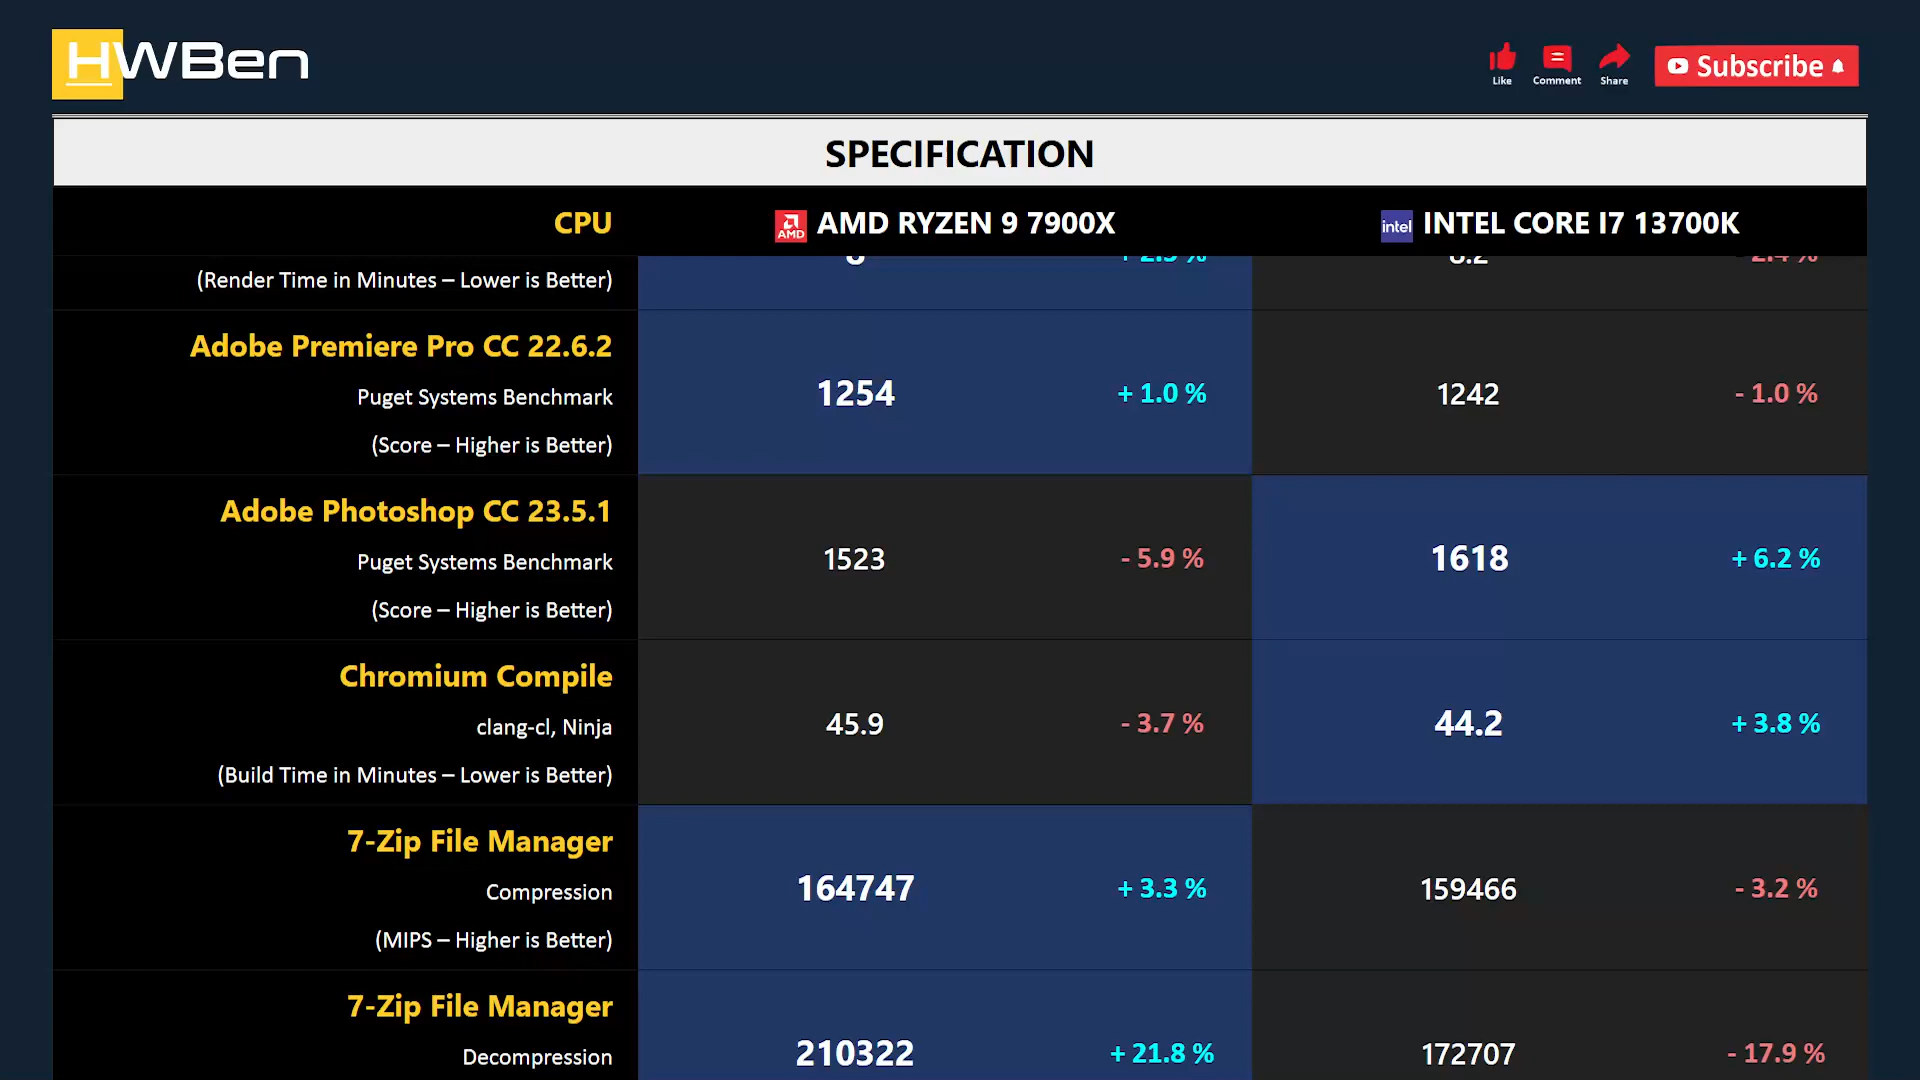 HWBen
Like
Comment
Share
Subscribe
SPECIFICATION
CPU
AMD
AMD RYZEN 9 7900X
intel
INTEL CORE I7 13700K
(Render Time in Minutes – Lower is Better)
Adobe Premiere Pro CC 22.6.2
Puget Systems Benchmark
(Score – Higher is Better)
1254
+ 1.0 %
1242
- 1.0 %
Adobe Photoshop CC 23.5.1
Puget Systems Benchmark
(Score – Higher is Better)
1523
- 5.9 %
1618
+ 6.2 %
Chromium Compile
clang-cl, Ninja
(Build Time in Minutes – Lower is Better)
45.9
- 3.7 %
44.2
+ 3.8 %
7-Zip File Manager
Compression
(MIPS – Higher is Better)
164747
+ 3.3 %
159466
- 3.2 %
7-Zip File Manager
Decompression
210322
+ 21.8 %
172707
- 17.9 %